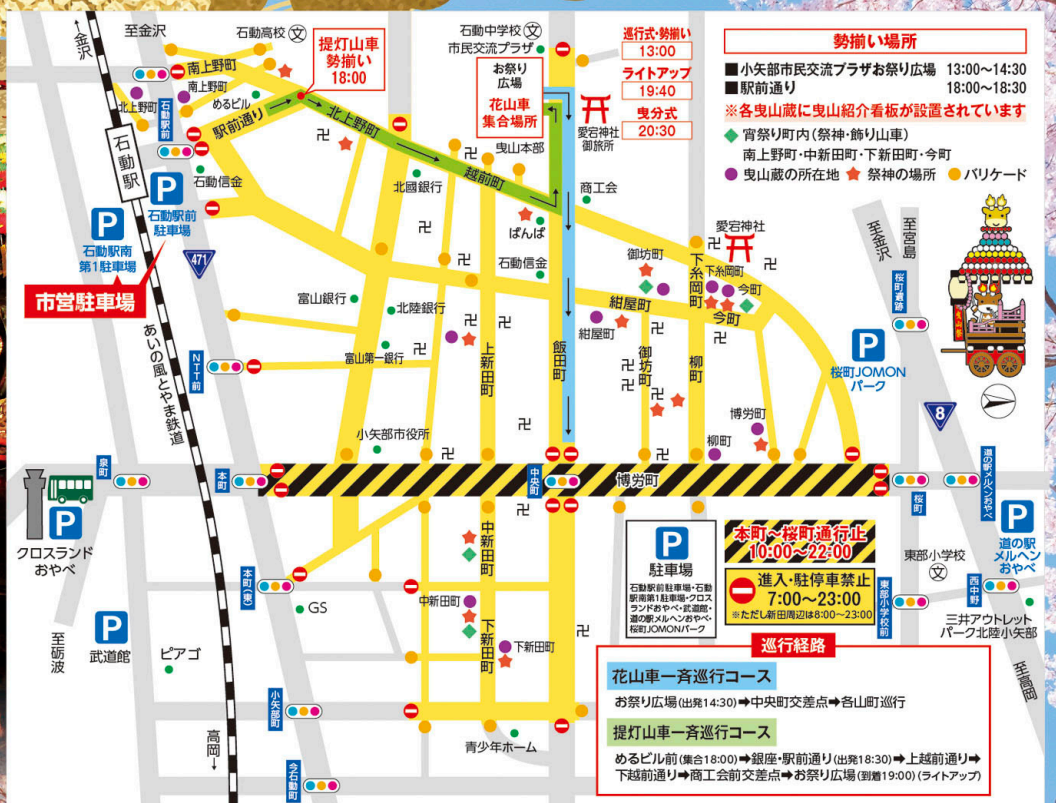 至金沢
石動高校 文
提灯山車
勢揃い
18:00
石動中学校 文
市民交流プラザ
お祭り
広場
花山車
集合場所
巡行式・勢揃い
13:00
ライトアップ
19:40
曳分式
20:30
愛宕神社
御旅所
勢揃い場所
■小矢部市民交流プラザお祭り広場 13:00〜14:30
■駅前通り 18:00〜18:30
※各曳山蔵に曳山紹介看板が設置されています
宵祭り町内(祭神・飾り山車)
南上野町・中新田町・下新田町・今町
曳山蔵の所在地 祭神の場所 バリケード
←金沢
南上野町
南上野町
北上野町
めるビル
石動駅前
駅前通り
北上野町
越前町
曳山本部
石動駅
石動信金
北國銀行
商工会
ぱんぱ
石動信金
P
石動駅前
駐車場
P
石動駅南
第1駐車場
市営駐車場
471
あいの風とやま鉄道
富山銀行
北陸銀行
富山第一銀行
NTT前
上新田町
飯田町
御坊町
紺屋町
紺屋町
御坊町
下糸岡町
下糸岡町
愛宕神社
今町
今町
柳町
博労町
柳町
至金沢
至宮島
桜町遺跡
P
桜町JOMON
パーク
曳山祭
8
小矢部市役所
泉町
本町
中央町
博労町
桜町
道の駅メルヘンおやべ
P
クロスランド
おやべ
至砺波
P
武道館
ピアゴ
本町(東)
GS
小矢部町
今石動町
高岡→
中新田町
中新田町
下新田町
下新田町
青少年ホーム
P
駐車場
石動駅前駐車場・石動
駅南第1駐車場・クロス
ランドおやべ・武道館・
道の駅メルヘンおやべ・
桜町JOMONパーク
本町〜桜町通行止
10:00〜22:00
進入・駐停車禁止
7:00〜23:00
※ただし新田周辺は8:00〜23:00
東部小学校
文
東部小学校前
西中野
P
道の駅
メルヘン
おやべ
三井アウトレット
パーク北陸小矢部
至高岡
巡行経路
花山車一斉巡行コース
お祭り広場(出発14:30)➡中央町交差点➡各山町巡行
提灯山車一斉巡行コース
めるビル前(集合18:00)➡銀座・駅前通り(出発18:30)➡上越前通り➡
下越前通り➡商工会前交差点➡お祭り広場(到着19:00)(ライトアップ)